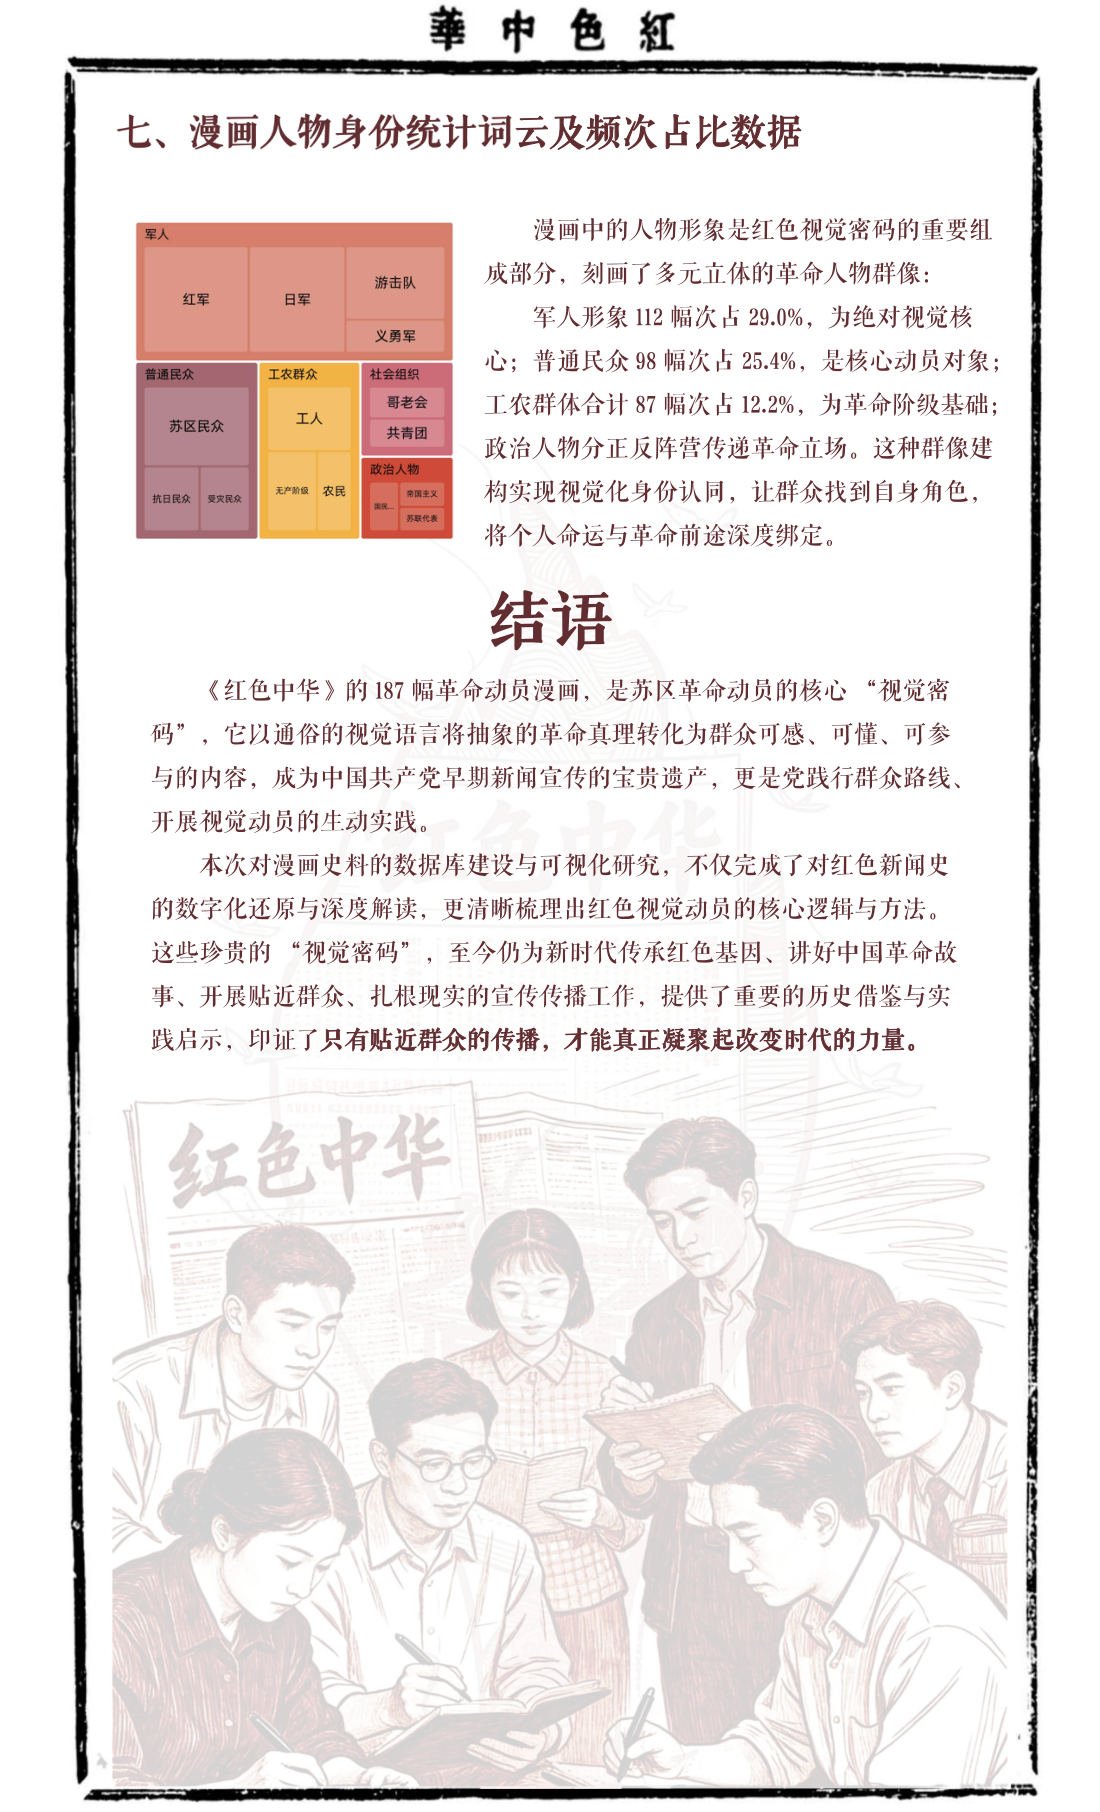 華中色紅
七、漫画人物身份统计词云及频次占比数据
军人
红军
日军
游击队
义勇军
普通民众
苏区民众
抗日民众
受灾民众
工农群众
工人
无产阶级
农民
社会组织
哥老会
共青团
政治人物
国民...
帝国主义
苏联代表
漫画中的人物形象是红色视觉密码的重要组
成部分，刻画了多元立体的革命人物群像：
军人形象 112 幅次占 29.0%，为绝对视觉核
心；普通民众 98 幅次占 25.4%，是核心动员对象；
工农群体合计 87 幅次占 12.2%，为革命阶级基础；
政治人物分正反阵营传递革命立场。这种群像建
构实现视觉化身份认同，让群众找到自身角色，
将个人命运与革命前途深度绑定。
结语
《红色中华》的 187 幅革命动员漫画，是苏区革命动员的核心 “视觉密
码” ，它以通俗的视觉语言将抽象的革命真理转化为群众可感、可懂、可参
与的内容，成为中国共产党早期新闻宣传的宝贵遗产，更是党践行群众路线、
开展视觉动员的生动实践。
本次对漫画史料的数据库建设与可视化研究，不仅完成了对红色新闻史
的数字化还原与深度解读，更清晰梳理出红色视觉动员的核心逻辑与方法。
这些珍贵的 “视觉密码” ，至今仍为新时代传承红色基因、讲好中国革命故
事、开展贴近群众、扎根现实的宣传传播工作，提供了重要的历史借鉴与实
践启示，印证了只有贴近群众的传播，才能真正凝聚起改变时代的力量。
红色中华
红色中华